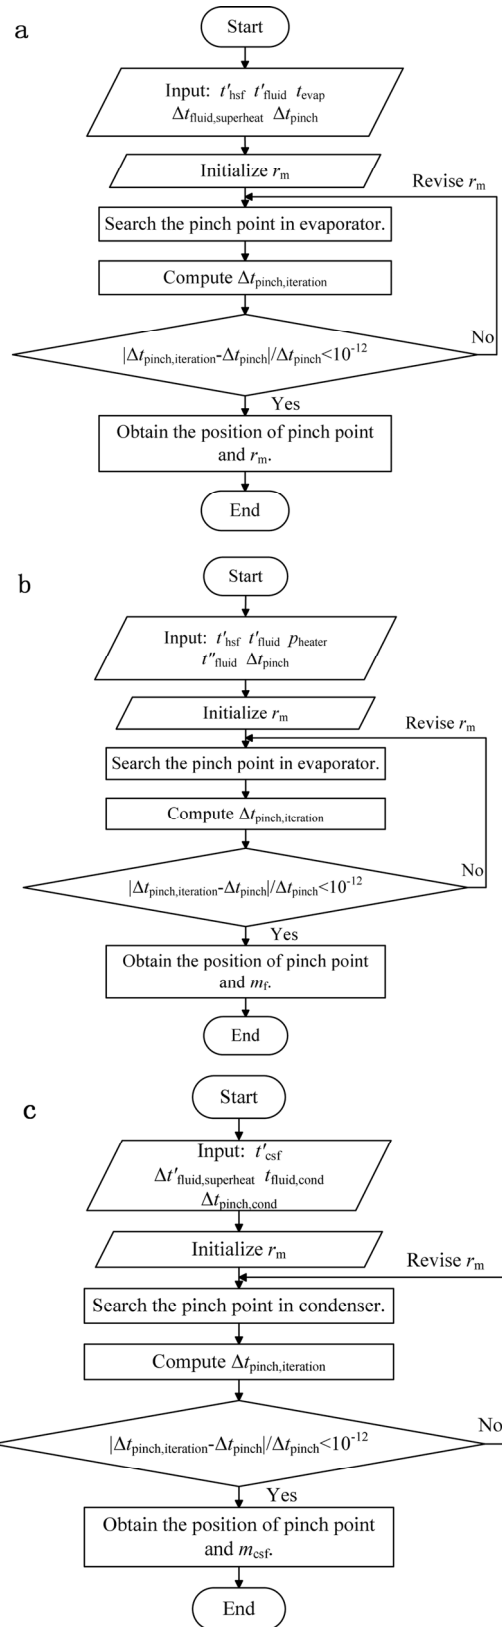 a
Start
Input: t′hsf t′fluid tevap
Δtfluid,superheat Δtpinch
Initialize rm
Revise rm
Search the pinch point in evaporator.
Compute Δtpinch,iteration
|Δtpinch,iteration-Δtpinch|/Δtpinch<10-12
No
Yes
Obtain the position of pinch point
and rm.
End
b
Start
Input: t′hsf t′fluid pheater
t″fluid Δtpinch
Initialize rm
Revise rm
Search the pinch point in evaporator.
Compute Δtpinch,iteration
|Δtpinch,iteration-Δtpinch|/Δtpinch<10-12
No
Yes
Obtain the position of pinch point
and mf.
End
c
Start
Input: t′csf
Δt′fluid,superheat tfluid,cond
Δtpinch,cond
Initialize rm
Revise rm
Search the pinch point in condenser.
Compute Δtpinch,iteration
|Δtpinch,iteration-Δtpinch|/Δtpinch<10-12
No
Yes
Obtain the position of pinch point
and mcsf.
End